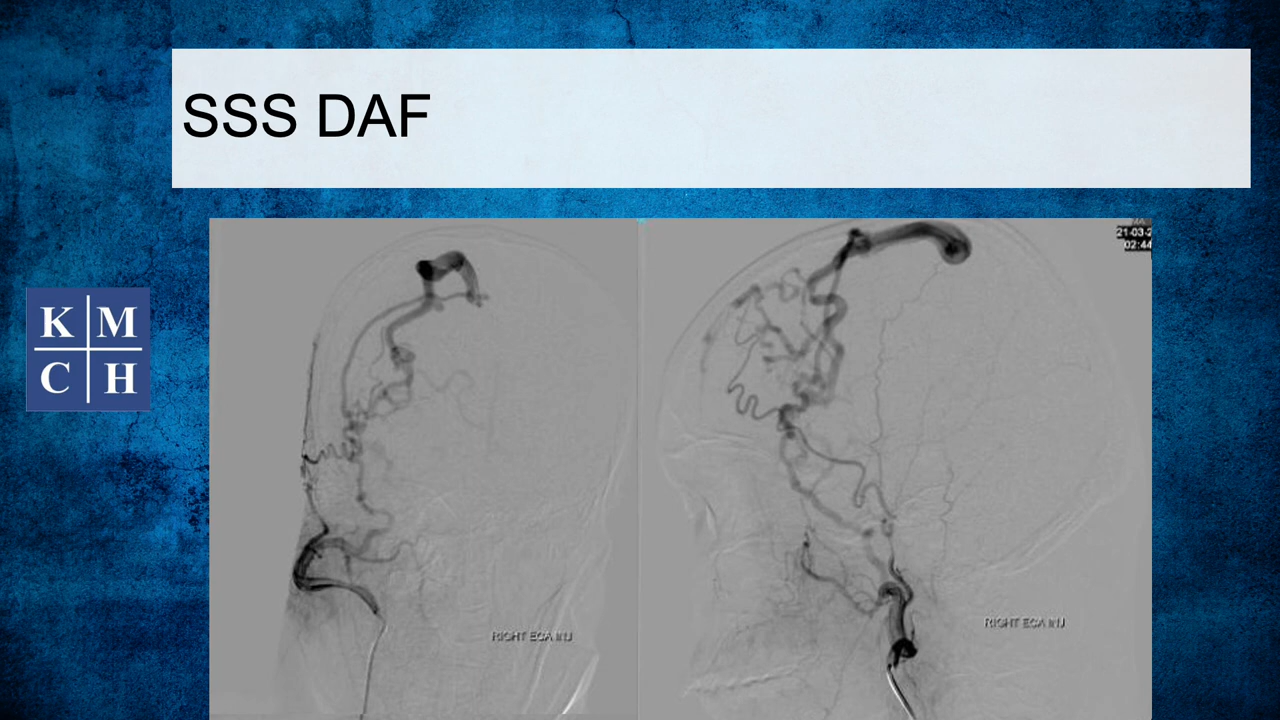 SSS DAF
K M
C H
21-03-2
02:44
RIGHT ECA INJ
RIGHT ECA INJ